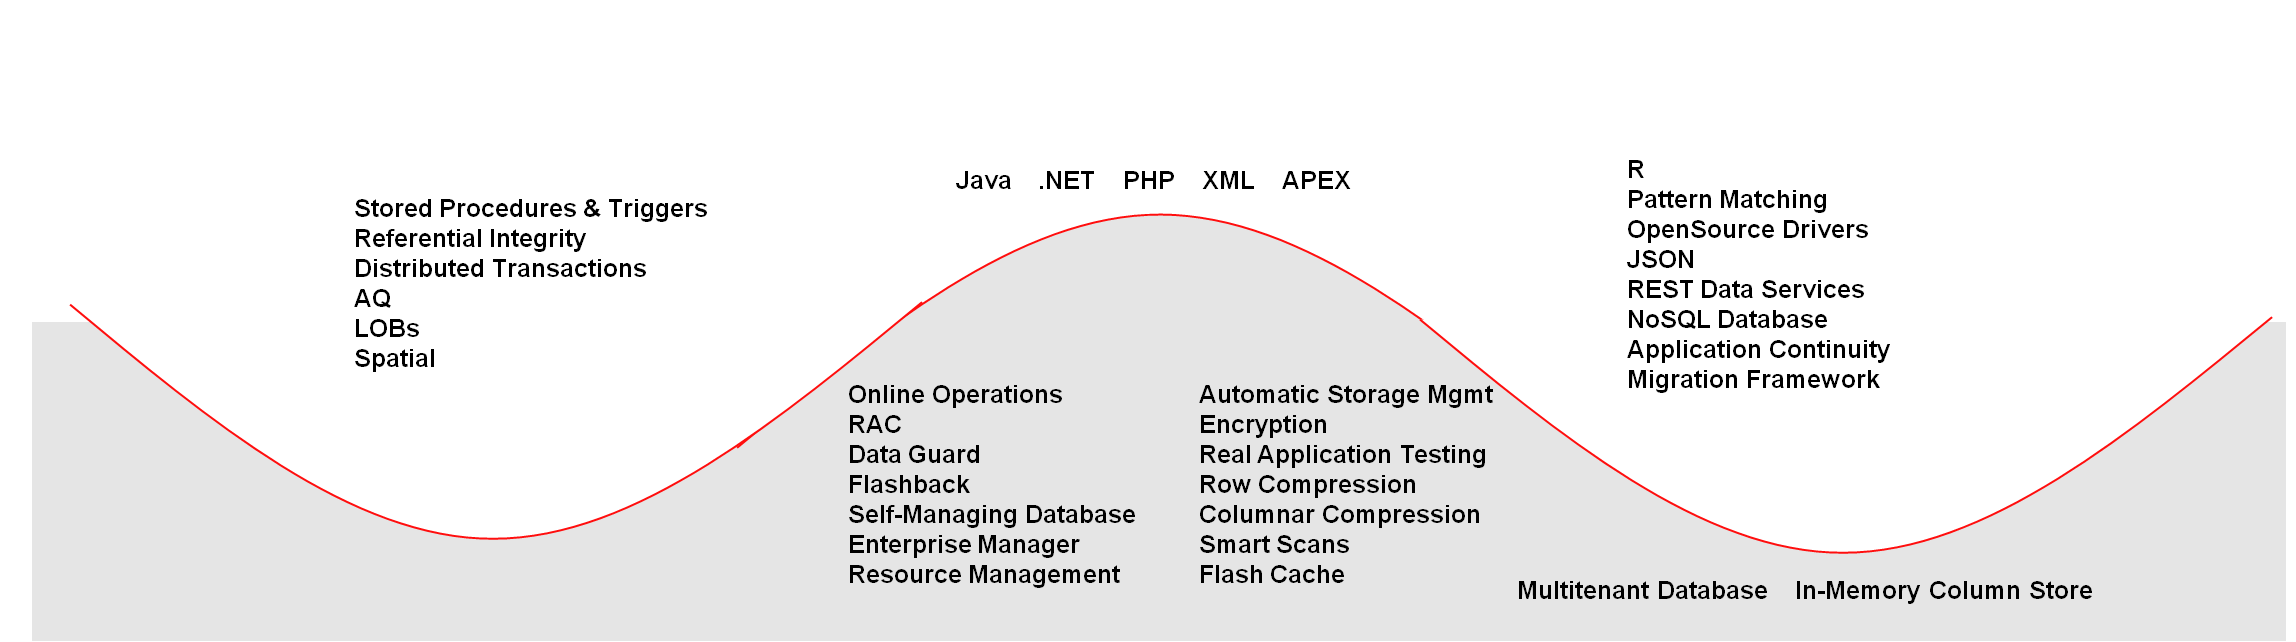 Stored Procedures & Triggers
Referential Integrity
Distributed Transactions
AQ
LOBs
Spatial
Java .NET PHP XML APEX
Online Operations
RAC
Data Guard
Flashback
Self-Managing Database
Enterprise Manager
Resource Management
Automatic Storage Mgmt
Encryption
Real Application Testing
Row Compression
Columnar Compression
Smart Scans
Flash Cache
R
Pattern Matching
OpenSource Drivers
JSON
REST Data Services
NoSQL Database
Application Continuity
Migration Framework
Multitenant Database In-Memory Column Store